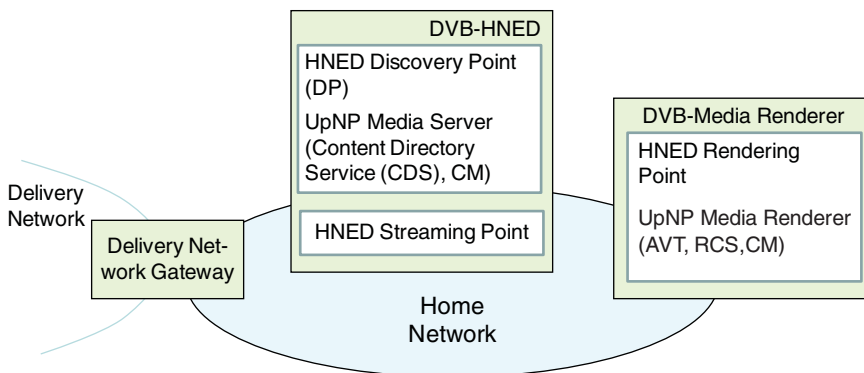 DVB-HNED
HNED Discovery Point
(DP)
UpNP Media Server
(Content Directory
Service (CDS), CM)
HNED Streaming Point
DVB-Media Renderer
HNED Rendering
Point
UpNP Media Renderer
(AVT, RCS,CM)
Delivery
Network
Delivery Net-
work Gateway
Home
Network